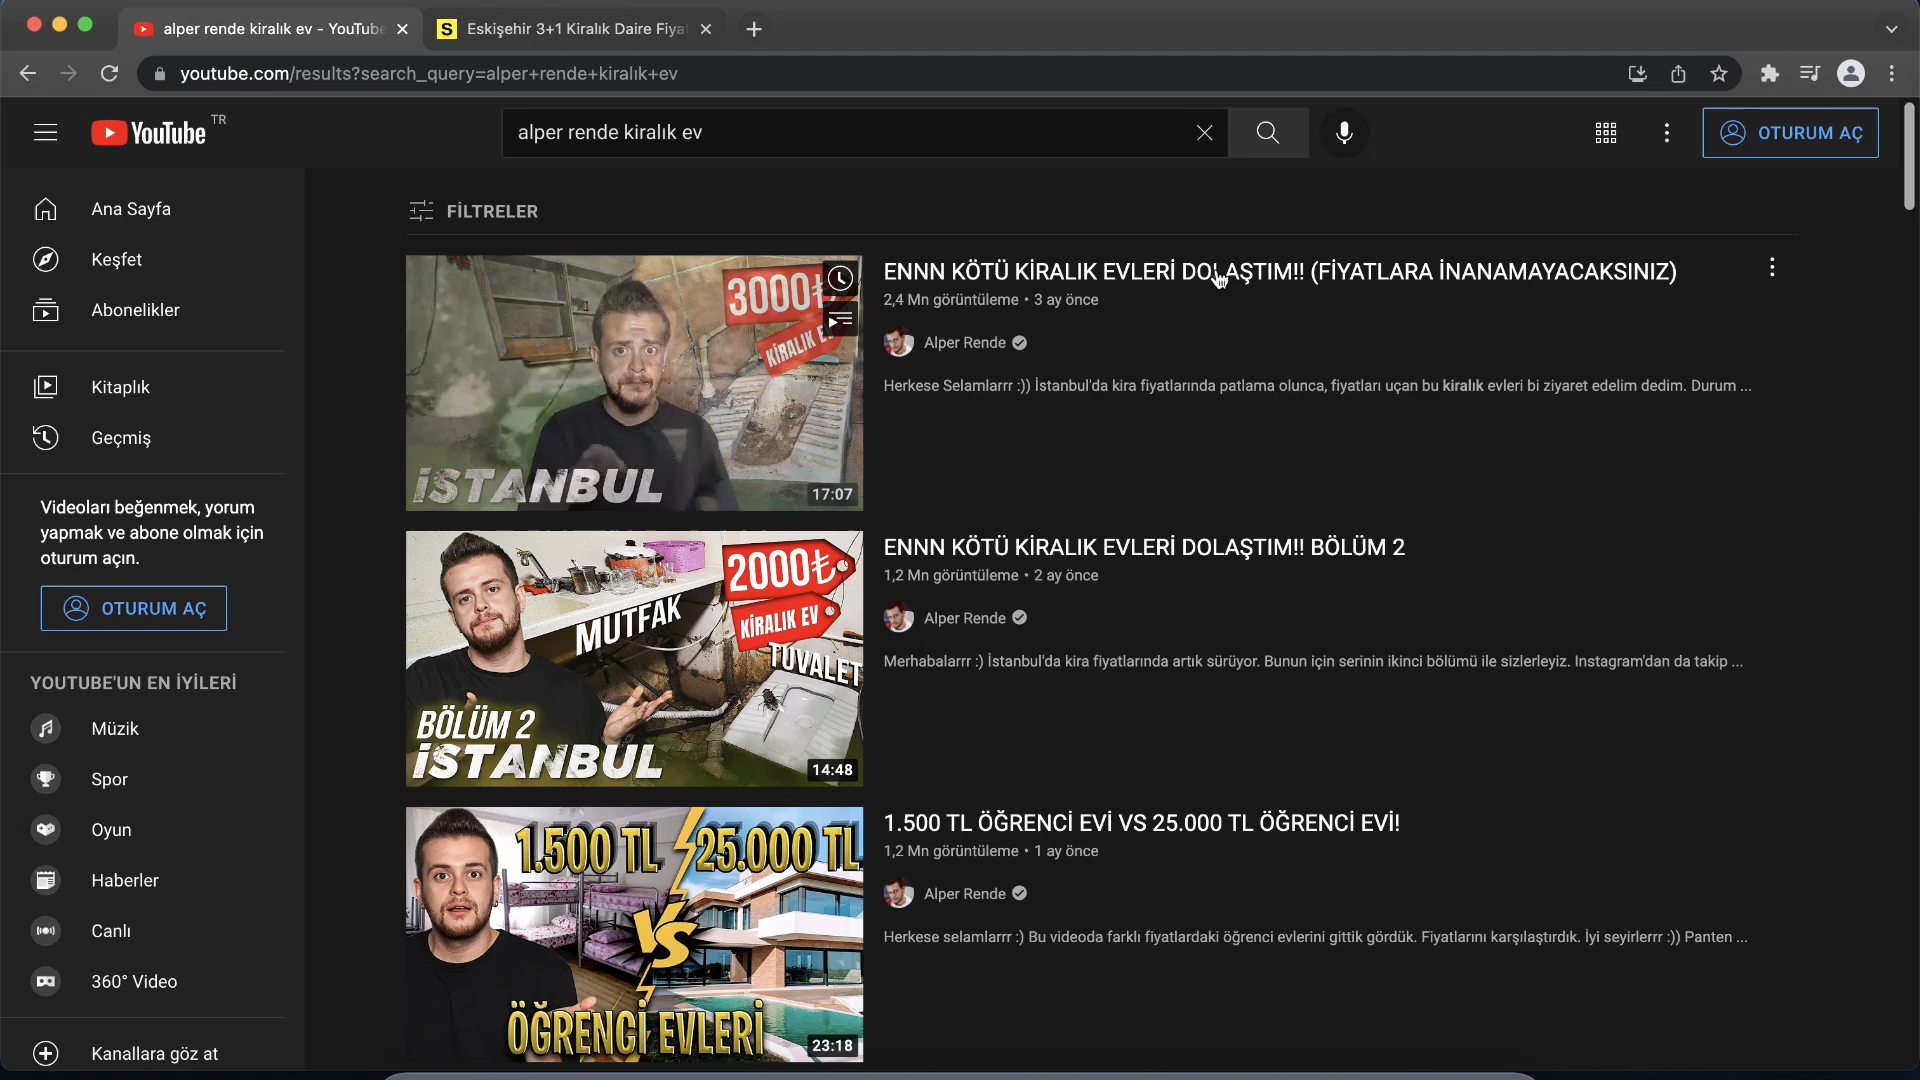 alper rende kiralık ev - YouTube
Eskişehir 3+1 Kiralık Daire Fiyat
youtube.com/results?search_query=alper+rende+kiralık+ev
YouTube TR
alper rende kiralık ev
OTURUM AÇ
Ana Sayfa
Keşfet
Abonelikler
Kitaplık
Geçmiş
Videoları beğenmek, yorum
yapmak ve abone olmak için
oturum açın.
OTURUM AÇ
YOUTUBE'UN EN İYİLERİ
Müzik
Spor
Oyun
Haberler
Canlı
360° Video
Kanallara göz at
FİLTRELER
3000₺
KİRALIK EV
İSTANBUL
17:07
ENNN KÖTÜ KİRALIK EVLERİ DOLAŞTIM!! (FİYATLARA İNANAMAYACAKSINIZ)
2,4 Mn görüntüleme • 3 ay önce
Alper Rende
Herkese Selamlarrr :)) İstanbul'da kira fiyatlarında patlama olunca, fiyatları uçan bu kiralık evleri bi ziyaret edelim dedim. Durum ...
2000₺
KİRALIK EV
MUTFAK
TUVALET
BÖLÜM 2
İSTANBUL
14:48
ENNN KÖTÜ KİRALIK EVLERİ DOLAŞTIM!! BÖLÜM 2
1,2 Mn görüntüleme • 2 ay önce
Alper Rende
Merhabalarrr :) İstanbul'da kira fiyatlarında artık sürüyor. Bunun için serinin ikinci bölümü ile sizlerleyiz. Instagram'dan da takip ...
1.500 TL 25.000 TL
VS
ÖĞRENCİ EVLERİ
23:18
1.500 TL ÖĞRENCİ EVİ VS 25.000 TL ÖĞRENCİ EVİ!
1,2 Mn görüntüleme • 1 ay önce
Alper Rende
Herkese selamlarrr :) Bu videoda farklı fiyatlardaki öğrenci evlerini gittik gördük. Fiyatlarını karşılaştırdık. İyi seyirlerrr :)) Panten ...